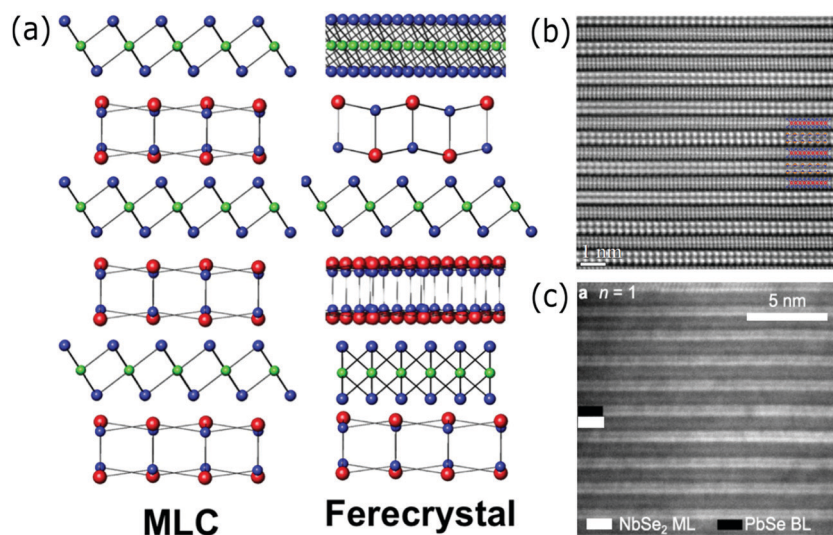 (a)
MLC
Ferecrystal
(b)
1 nm
(c)
a n = 1
5 nm
NbSe₂ ML
PbSe BL